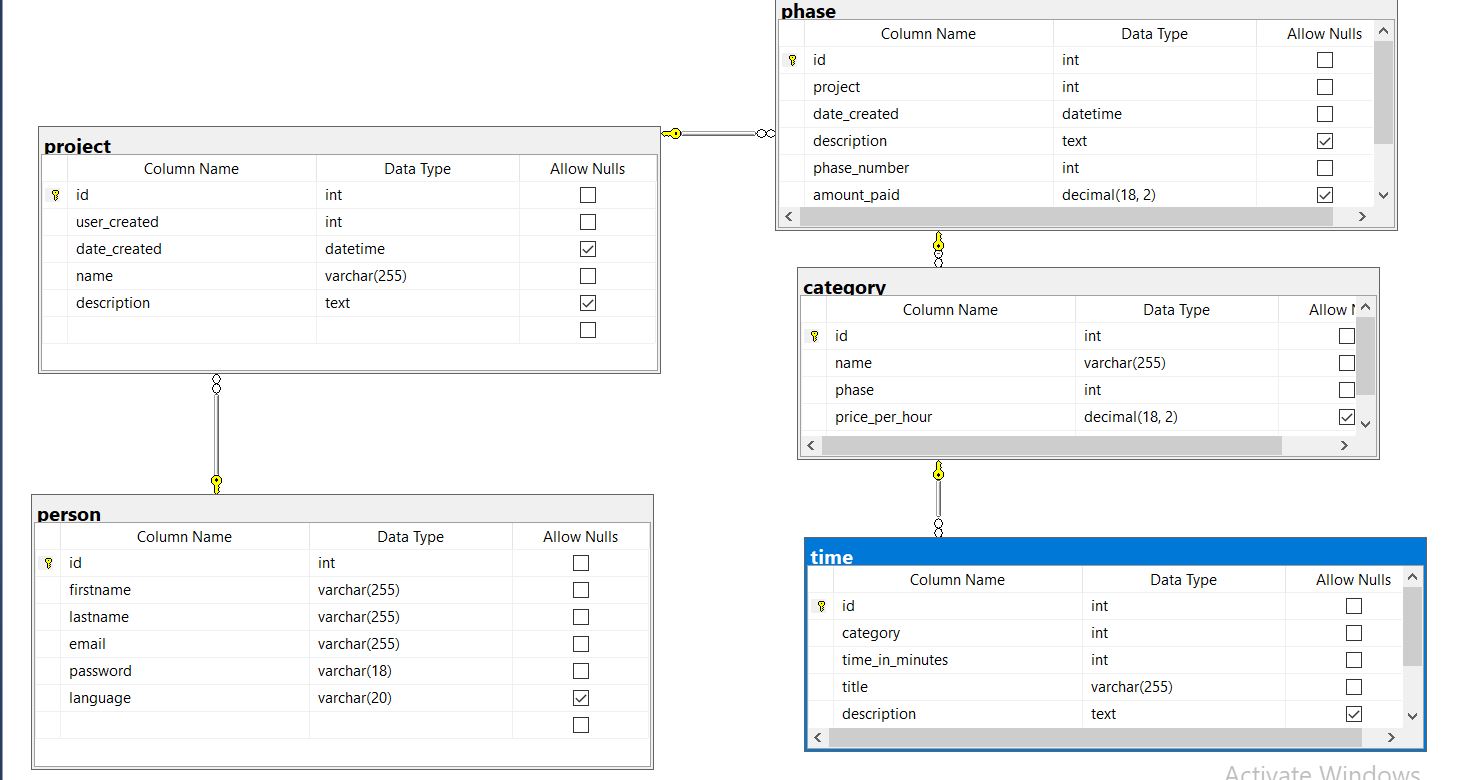 phase
Column Name Data Type Allow Nulls
id int
project int
date_created datetime
description text
phase_number int
amount_paid decimal(18, 2)
project
Column Name Data Type Allow Nulls
id int
user_created int
date_created datetime
name varchar(255)
description text
category
Column Name Data Type Allow
id int
name varchar(255)
phase int
price_per_hour decimal(18, 2)
person
Column Name Data Type Allow Nulls
id int
firstname varchar(255)
lastname varchar(255)
email varchar(255)
password varchar(18)
language varchar(20)
time
Column Name Data Type Allow Nulls
id int
category int
time_in_minutes int
title varchar(255)
description text
Activate Windows